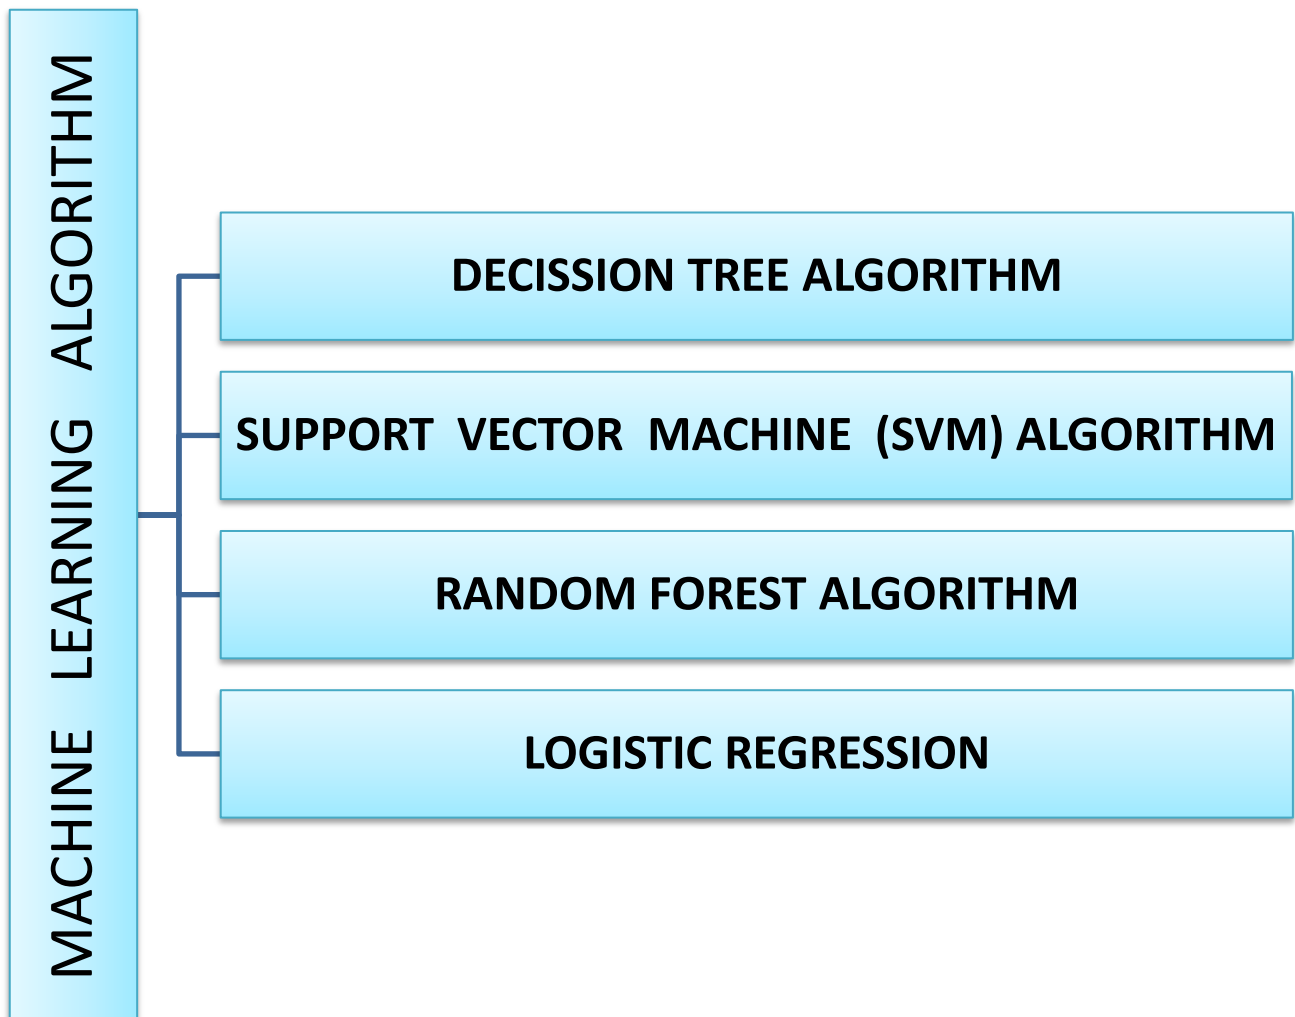 MACHINE LEARNING ALGORITHM
DECISSION TREE ALGORITHM
SUPPORT VECTOR MACHINE (SVM) ALGORITHM
RANDOM FOREST ALGORITHM
LOGISTIC REGRESSION